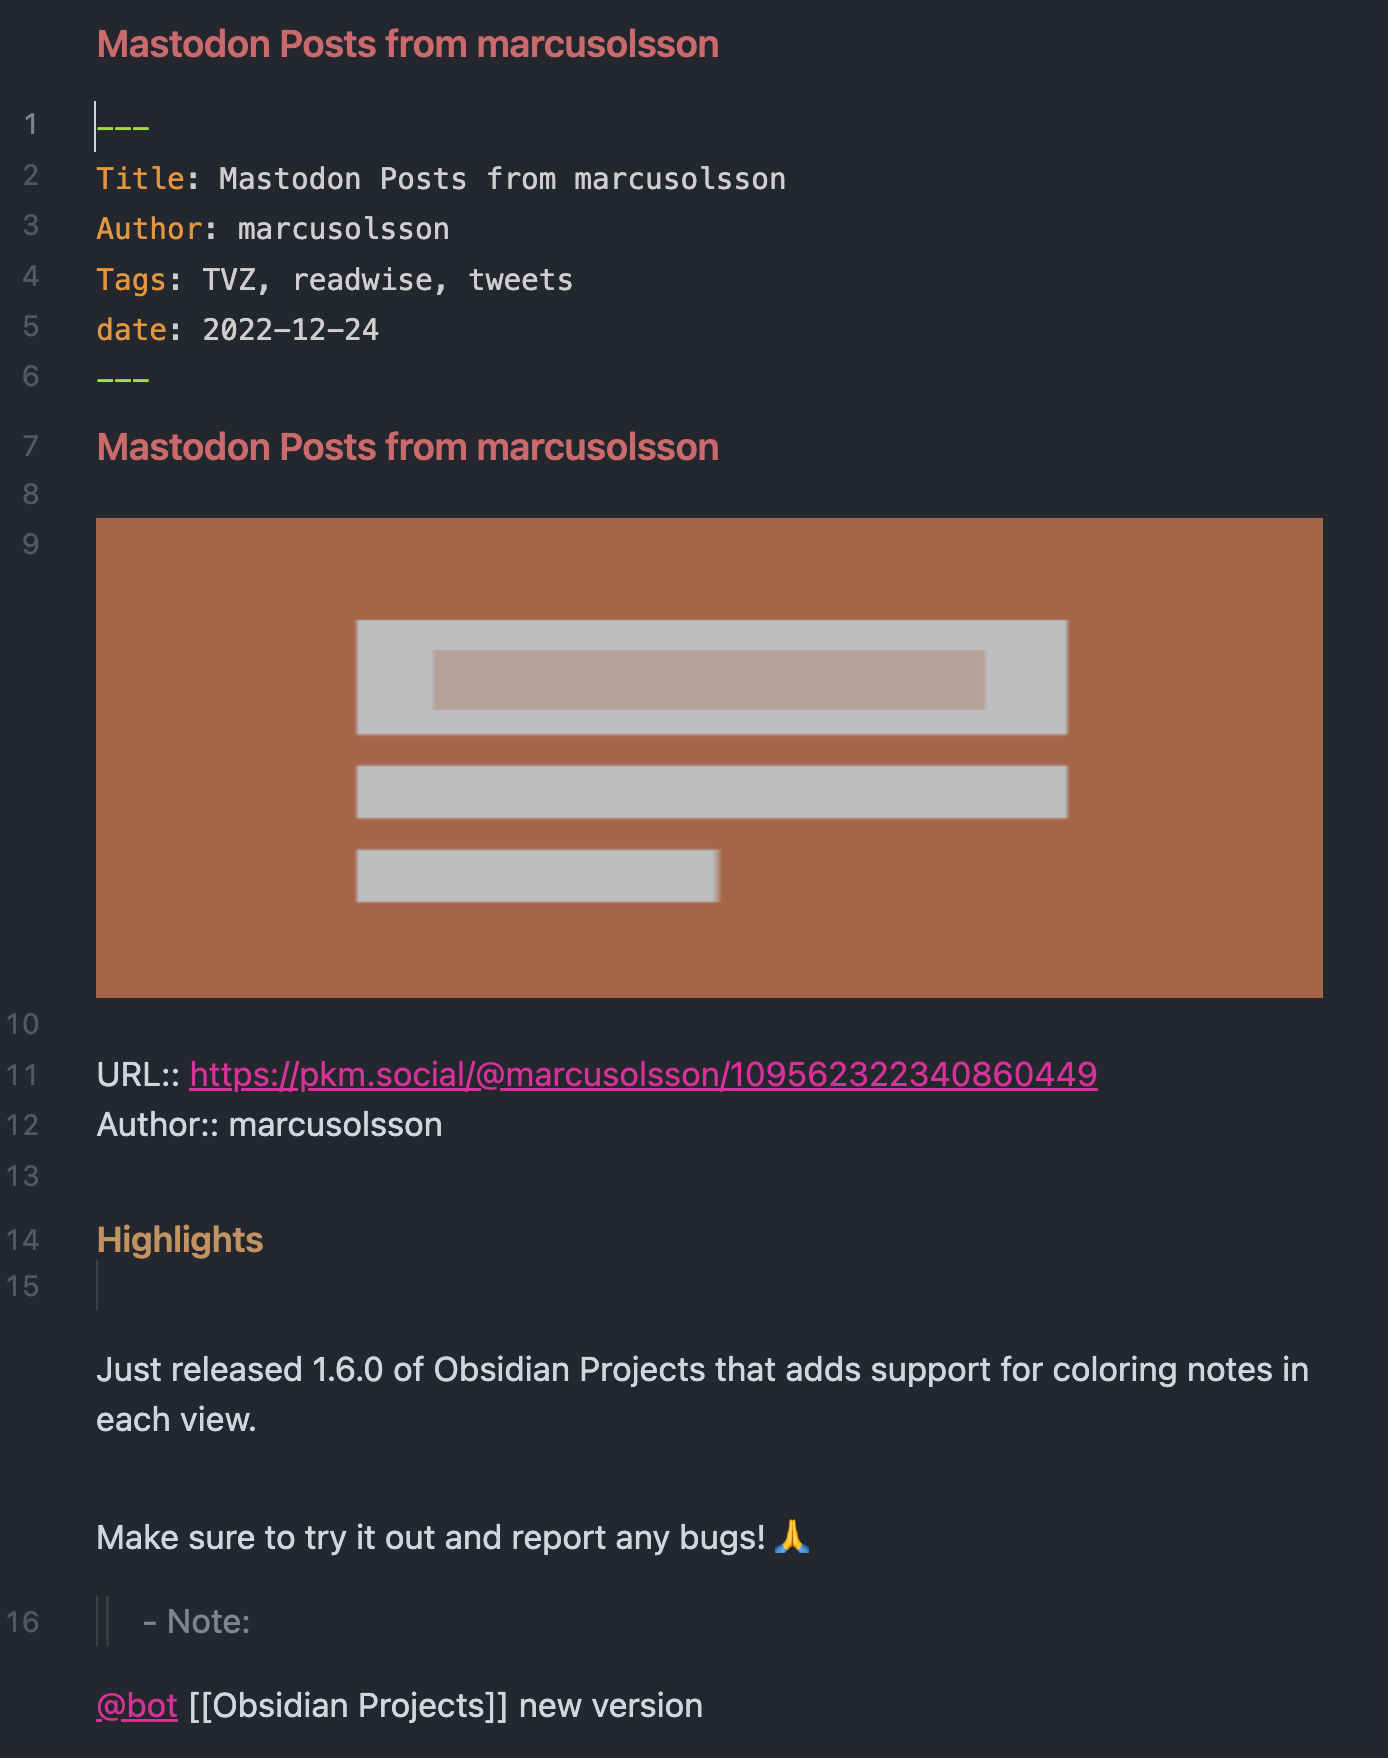 Mastodon Posts from marcusolsson
1 ---
2 Title: Mastodon Posts from marcusolsson
3 Author: marcusolsson
4 Tags: TVZ, readwise, tweets
5 date: 2022-12-24
6 ---
7 Mastodon Posts from marcusolsson
8
9
10
11 URL:: https://pkm.social/@marcusolsson/109562322340860449
12 Author:: marcusolsson
13
14 Highlights
15
Just released 1.6.0 of Obsidian Projects that adds support for coloring notes in
each view.
Make sure to try it out and report any bugs! 🙏
16 - Note:
@bot [[Obsidian Projects]] new version